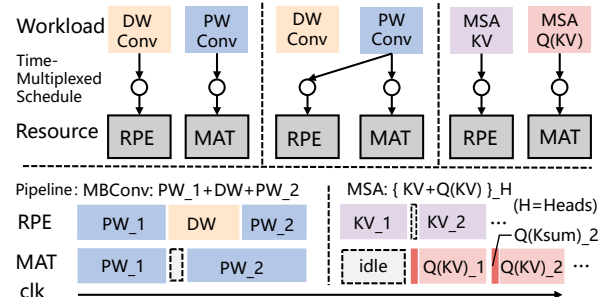 Workload
DW Conv
PW Conv
DW Conv
PW Conv
MSA KV
MSA Q(KV)
Time-
Multiplexed
Schedule
Resource
RPE
MAT
RPE
MAT
RPE
MAT
Pipeline: MBConv: PW_1+DW+PW_2
MSA: { KV+Q(KV) }_H
RPE
PW_1
DW
PW_2
KV_1
KV_2
...
(H=Heads)
Q(Ksum)_2
MAT
PW_1
PW_2
idle
Q(KV)_1
Q(KV)_2
...
clk